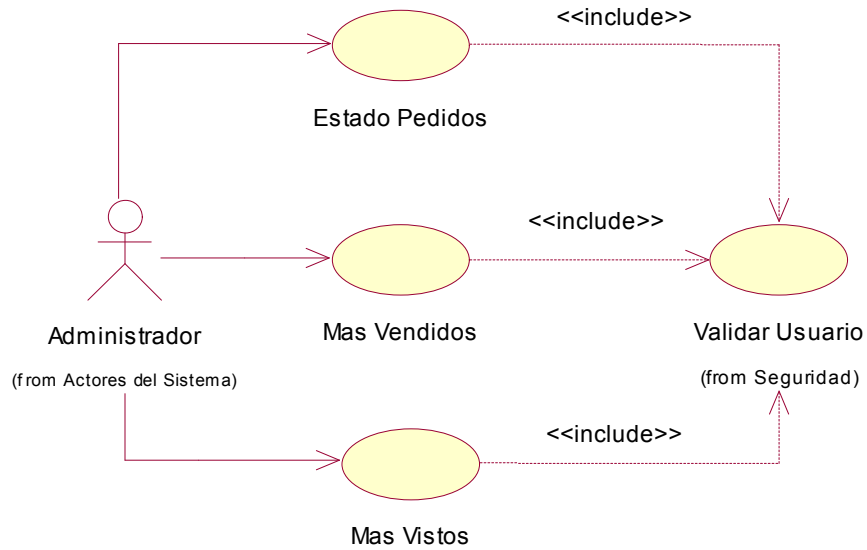 <<include>>
Estado Pedidos
<<include>>
Administrador
(from Actores del Sistema)
Mas Vendidos
Validar Usuario
(from Seguridad)
<<include>>
Mas Vistos